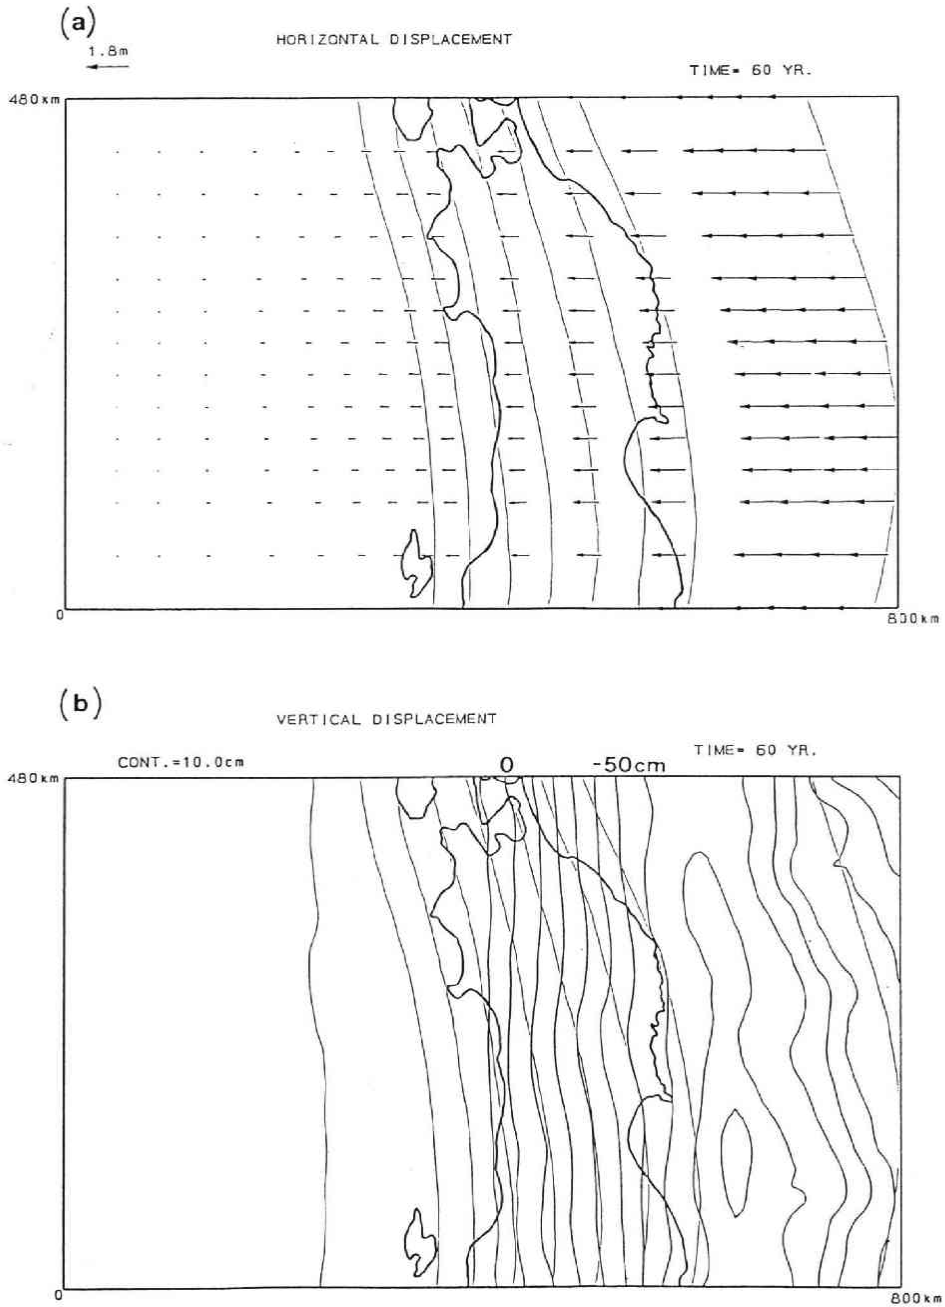 (a)
HORIZONTAL DISPLACEMENT
1.8m
TIME= 60 YR.
480km
0
800km
(b)
VERTICAL DISPLACEMENT
TIME= 60 YR.
CONT.=10.0cm
0
-50cm
480km
0
800km